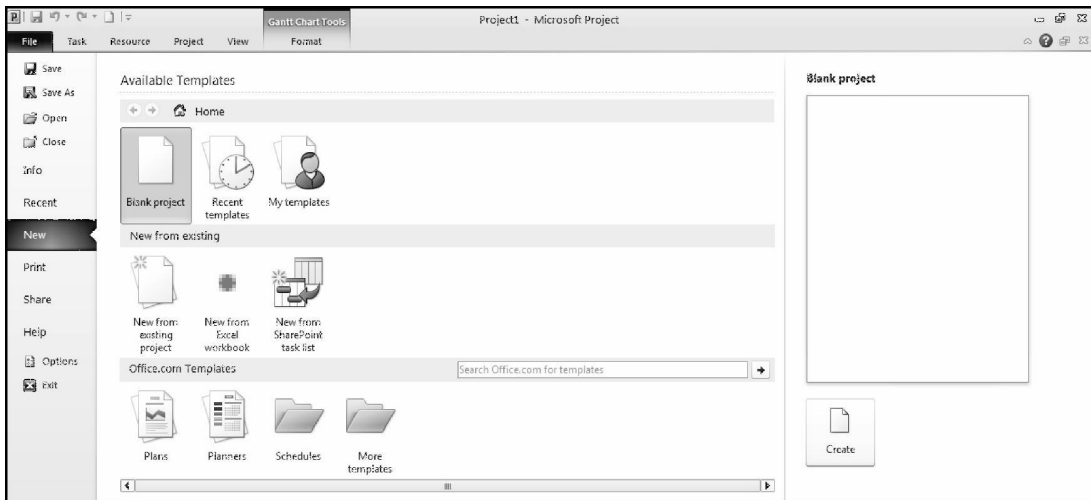 Gantt Chart Tools
Project1 - Microsoft Project
File Task Resource Project View Format
Save
Save As
Open
Close
Info
Recent
New
Print
Share
Help
Options
Exit
Available Templates
Home
Blank project
Recent templates
My templates
New from existing
New from existing project
New from Excel workbook
New from SharePoint task list
Office.com Templates
Search Office.com for templates
Plans
Planners
Schedules
More templates
Blank project
Create